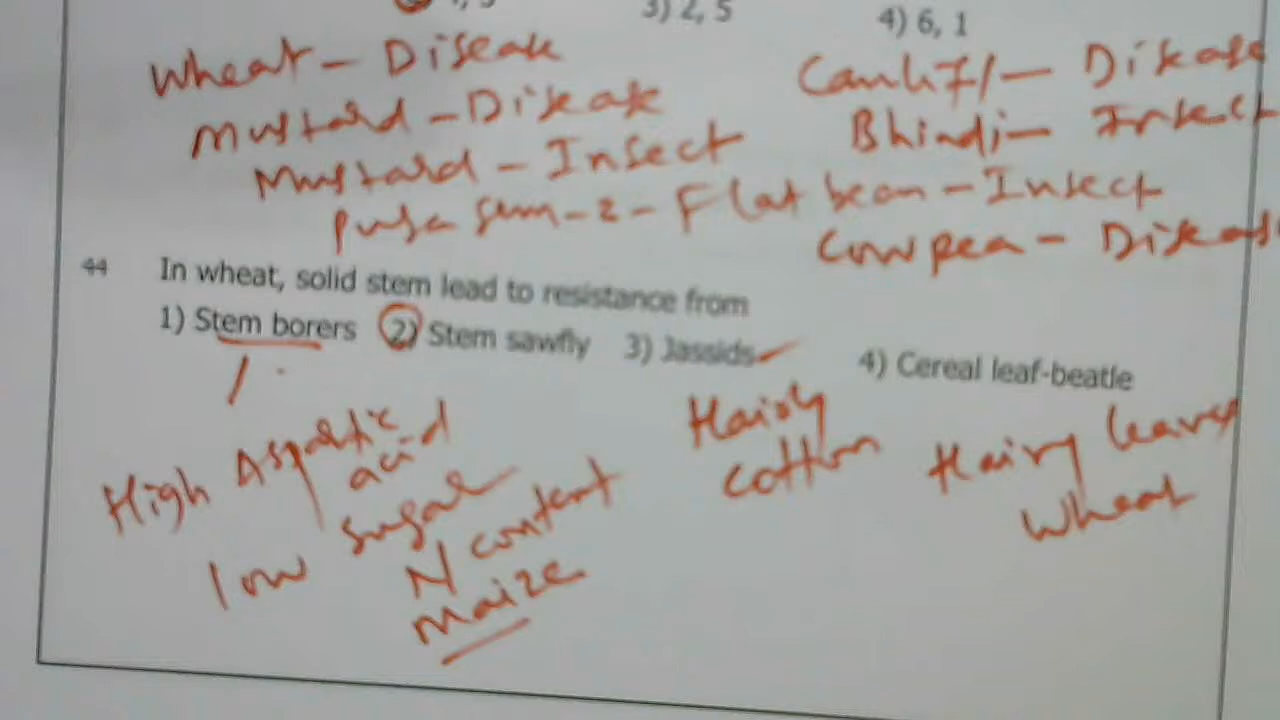 3) 2, 5
4) 6, 1
Wheat - Disease
Mustard - Disease
Mustard - Insect
Pusa Sem-2 - Flat bean - Insect
Caulifl - Disease
Bhindi - Insect
Cowpea - Disease
44 In wheat, solid stem lead to resistance from
1) Stem borers 2) Stem sawfly 3) Jassids 4) Cereal leaf-beatle
High Aspartic
acid
low sugar
N content
Maize
Hairy
cotton
Hairy leaves
wheat